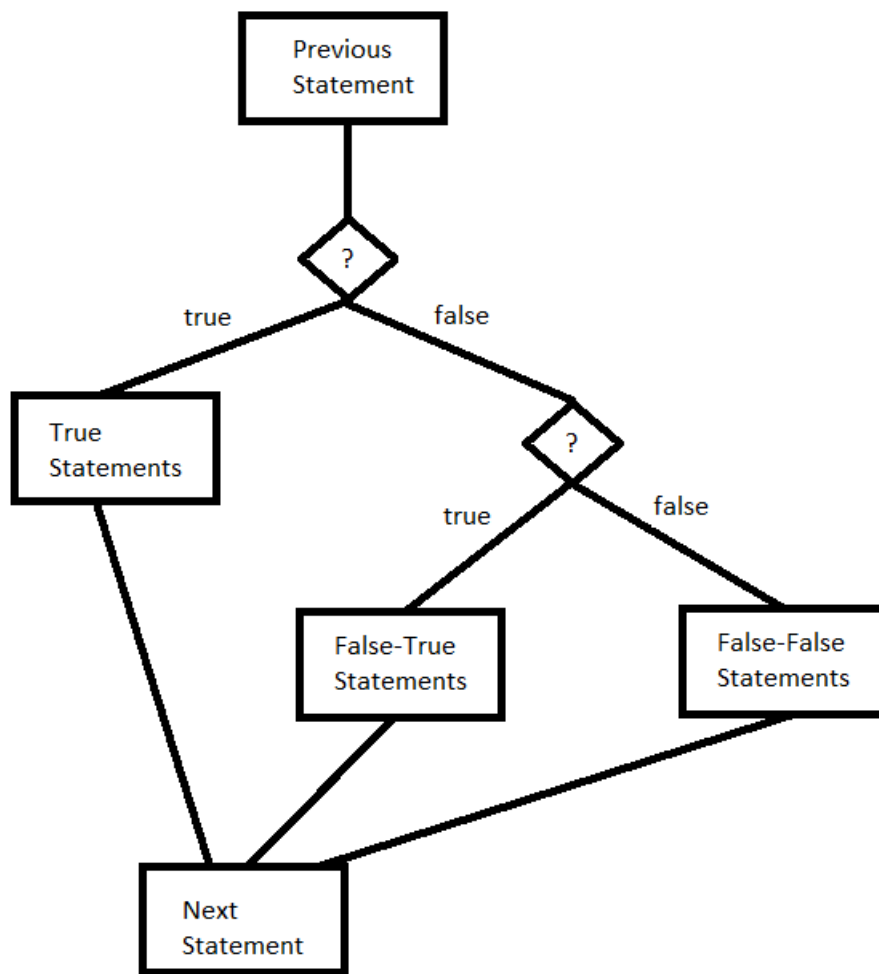 Previous
Statement
?
true
false
True
Statements
?
true
false
False-True
Statements
False-False
Statements
Next
Statement